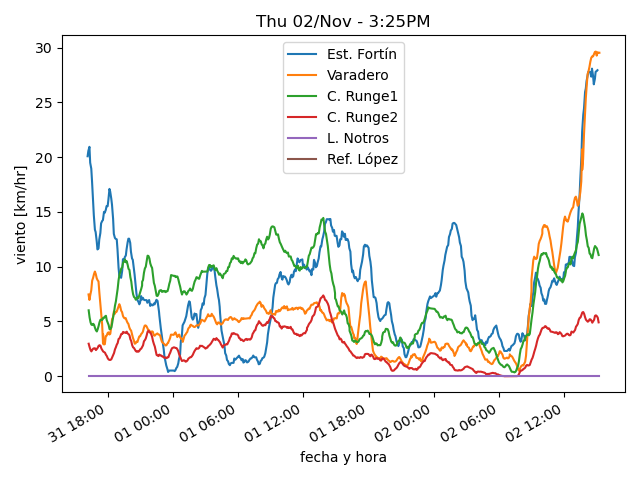 Thu 02/Nov - 3:25PM
Est. Fortín
Varadero
C. Runge1
C. Runge2
L. Notros
Ref. López
viento [km/hr]
30
25
20
15
10
5
0
31 18:00
01 00:00
01 06:00
01 12:00
01 18:00
02 00:00
02 06:00
02 12:00
fecha y hora